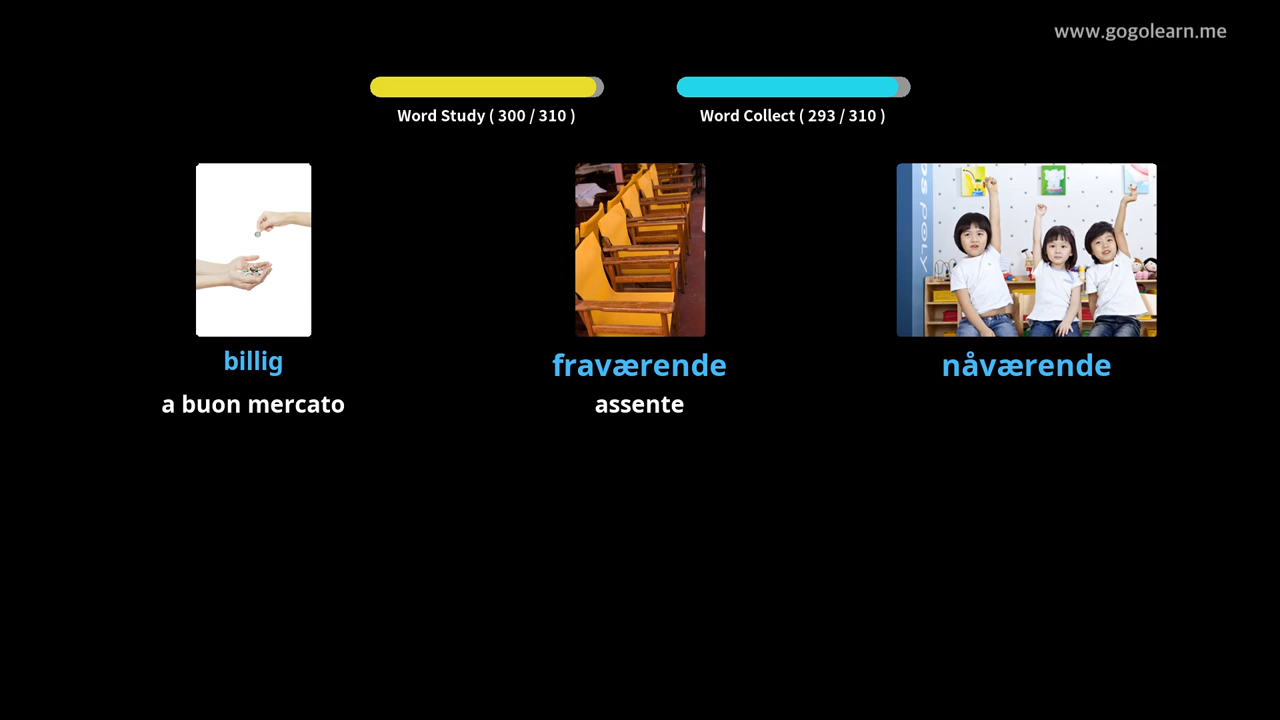 www.gogolearn.me
Word Study ( 300 / 310 )
Word Collect ( 293 / 310 )
billig
fraværende
nåværende
a buon mercato
assente